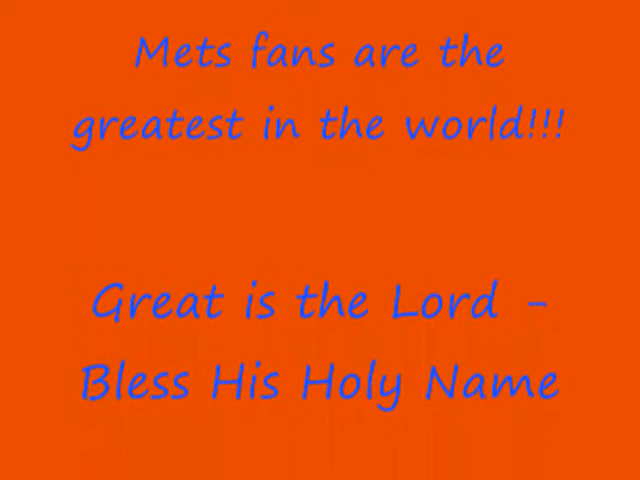 Mets fans are the
greatest in the world!!!
Great is the Lord -
Bless His Holy Name